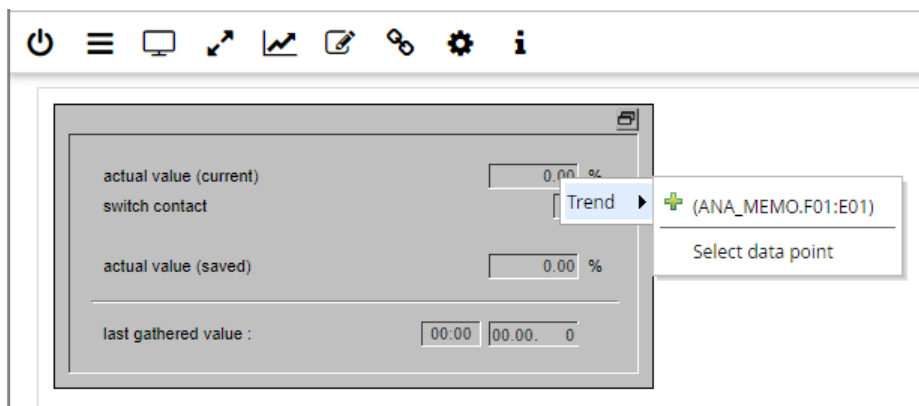 actual value (current) 0.00 %
switch contact
Trend
(ANA_MEMO.F01:E01)
Select data point
actual value (saved) 0.00 %
last gathered value : 00:00 00.00. 0